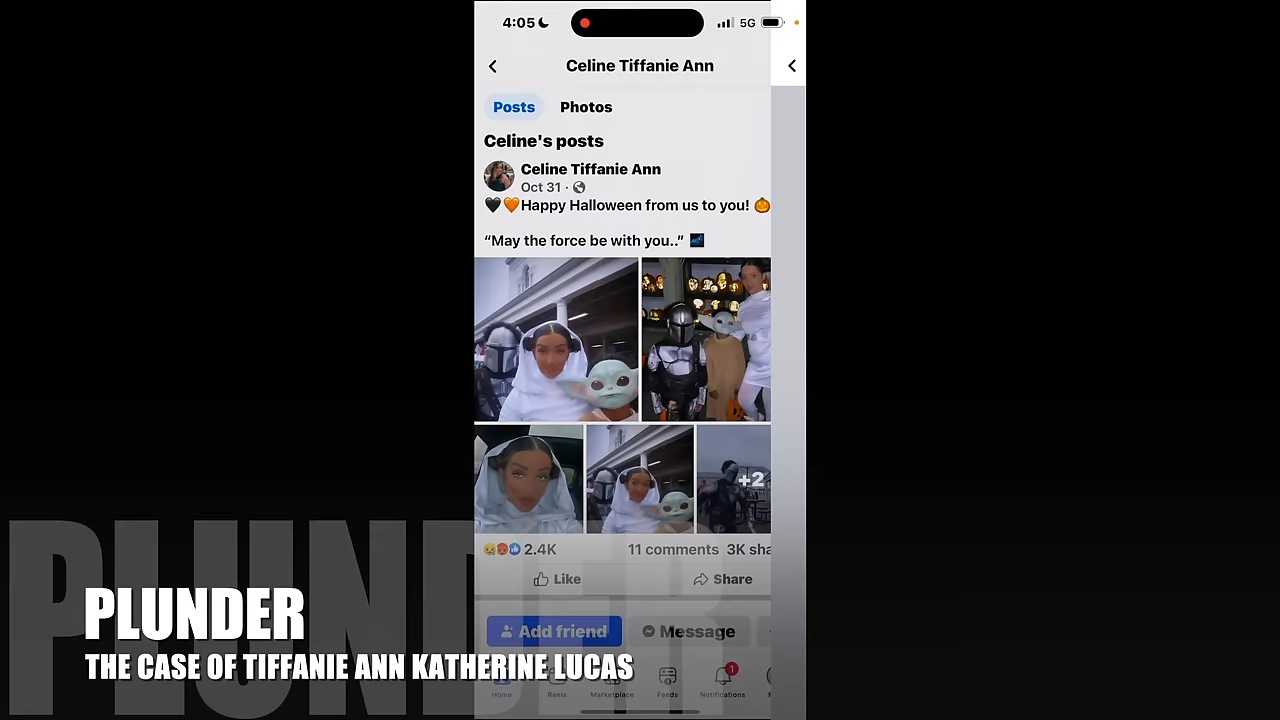 4:05
5G
Celine Tiffanie Ann
Posts Photos
Celine's posts
Celine Tiffanie Ann
Oct 31 ·
Happy Halloween from us to you!
“May the force be with you..”
+2
2.4K 11 comments 3K sha
Like Share
Add friend Message
PLUNDER
PLUNDER
THE CASE OF TIFFANIE ANN KATHERINE LUCAS
Home Reels Marketplace Feeds Notifications
1